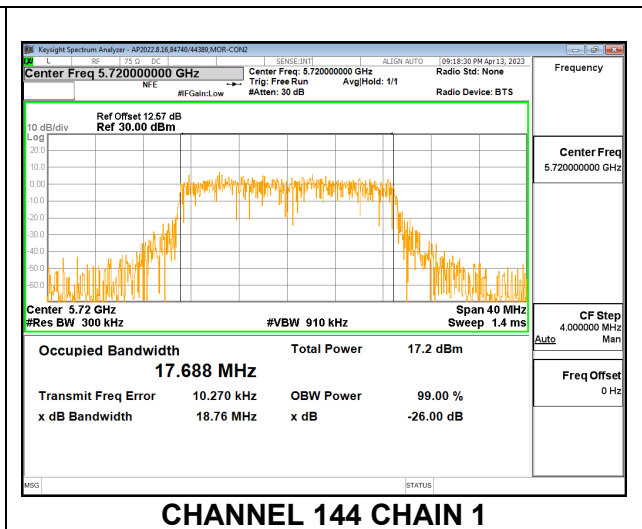 Keysight Spectrum Analyzer - AP2022.8.16,84740/44389,MOR-CON2
LXI L RF 75 Ω DC SENSE:INT ALIGN AUTO 09:18:30 PM Apr 13, 2023
Center Freq 5.720000000 GHz Center Freq: 5.720000000 GHz Radio Std: None Frequency
NFE Trig: Free Run Avg|Hold: 1/1
#IFGain:Low #Atten: 30 dB Radio Device: BTS
Ref Offset 12.57 dB
10 dB/div Ref 30.00 dBm
Log
20.0
10.0
0.00
-10.0
-20.0
-30.0
-40.0
-50.0
-60.0
Center 5.72 GHz Span 40 MHz
#Res BW 300 kHz #VBW 910 kHz Sweep 1.4 ms
Occupied Bandwidth Total Power 17.2 dBm
17.688 MHz
Transmit Freq Error 10.270 kHz OBW Power 99.00 %
x dB Bandwidth 18.76 MHz x dB -26.00 dB
Center Freq
5.720000000 GHz
CF Step
4.000000 MHz
Auto Man
Freq Offset
0 Hz
MSG STATUS
CHANNEL 144 CHAIN 1